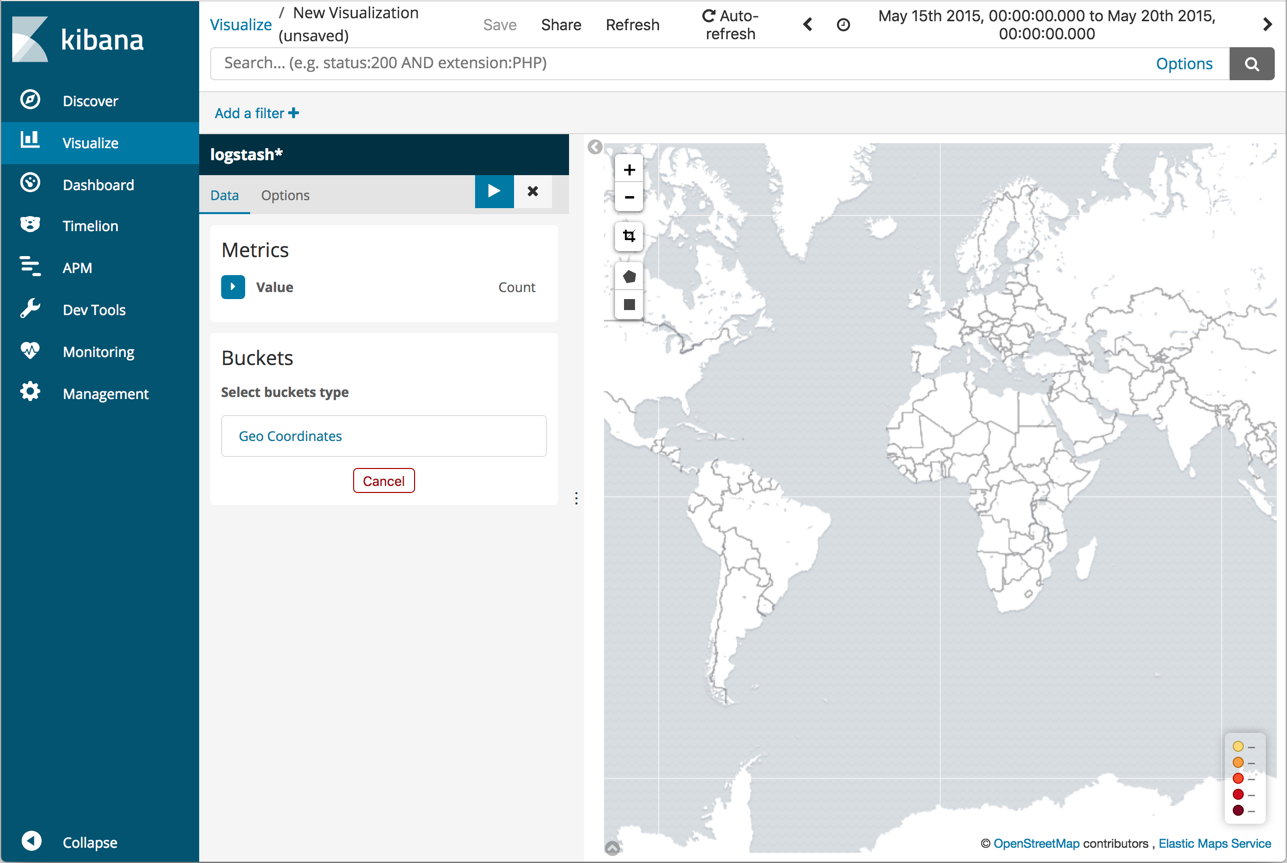 kibana
Discover
Visualize
Dashboard
Timelion
APM
Dev Tools
Monitoring
Management
Collapse
Visualize / New Visualization
(unsaved)
Save
Share
Refresh
Auto-
refresh
May 15th 2015, 00:00:00.000 to May 20th 2015,
00:00:00.000
Search... (e.g. status:200 AND extension:PHP)
Options
Add a filter +
logstash*
Data
Options
Metrics
Value
Count
Buckets
Select buckets type
Geo Coordinates
Cancel
+
−
–
–
–
–
–
© OpenStreetMap contributors , Elastic Maps Service